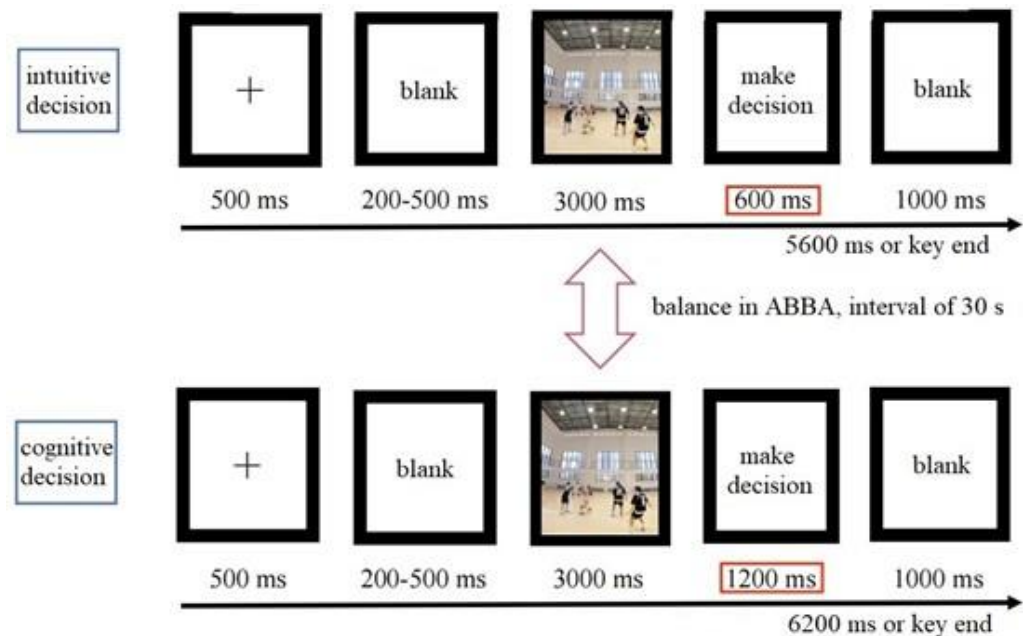 intuitive
decision
+
blank
make
decision
blank
500 ms
200-500 ms
3000 ms
600 ms
1000 ms
5600 ms or key end
balance in ABBA, interval of 30 s
cognitive
decision
+
blank
make
decision
blank
500 ms
200-500 ms
3000 ms
1200 ms
1000 ms
6200 ms or key end